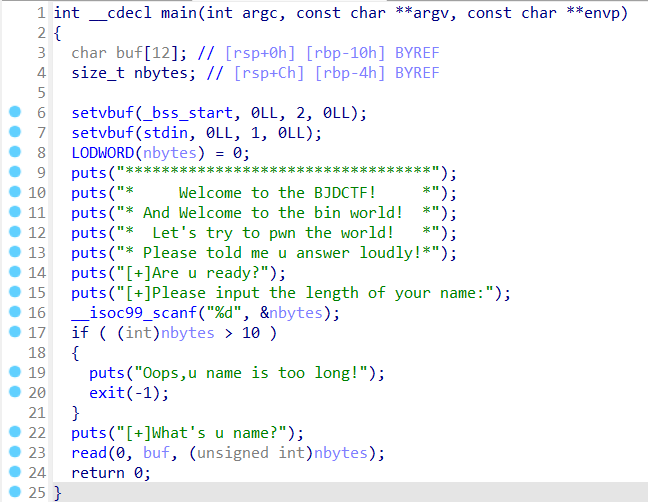 1 int __cdecl main(int argc, const char **argv, const char **envp)
2 {
3   char buf[12]; // [rsp+0h] [rbp-10h] BYREF
4   size_t nbytes; // [rsp+Ch] [rbp-4h] BYREF
5
6   setvbuf(_bss_start, 0LL, 2, 0LL);
7   setvbuf(stdin, 0LL, 1, 0LL);
8   LODWORD(nbytes) = 0;
9   puts("**********************************");
10   puts("*     Welcome to the BJDCTF!     *");
11   puts("* And Welcome to the bin world!  *");
12   puts("*  Let's try to pwn the world!   *");
13   puts("* Please told me u answer loudly!*");
14   puts("[+]Are u ready?");
15   puts("[+]Please input the length of your name:");
16   __isoc99_scanf("%d", &nbytes);
17   if ( (int)nbytes > 10 )
18   {
19     puts("Oops,u name is too long!");
20     exit(-1);
21   }
22   puts("[+]What's u name?");
23   read(0, buf, (unsigned int)nbytes);
24   return 0;
25 }